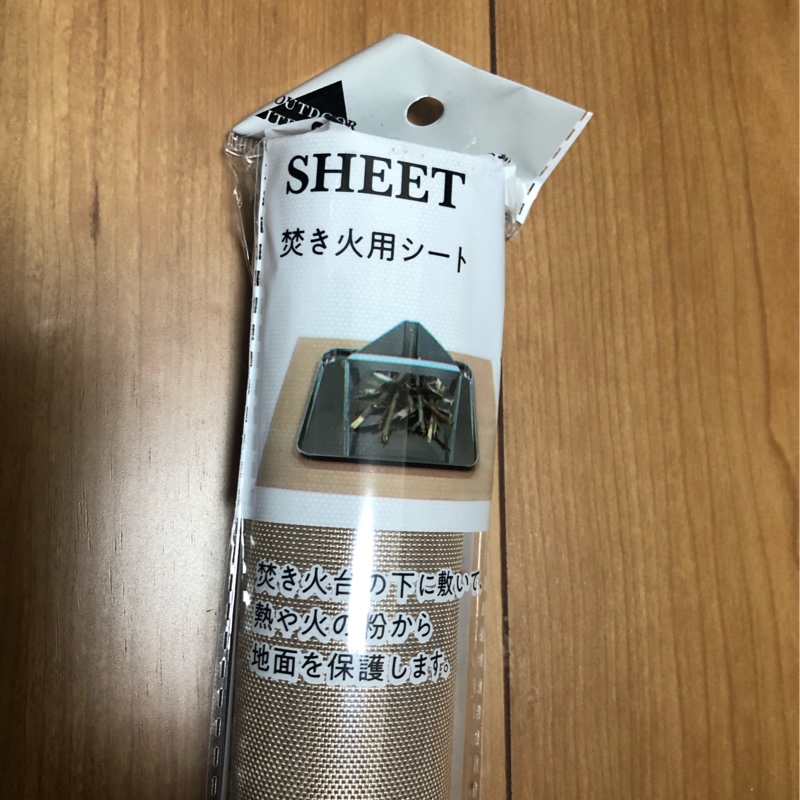 OUTDOOR
SHEET
焚き火用シート
焚き火台の下に敷いて、
熱や火の粉から
地面を保護します。